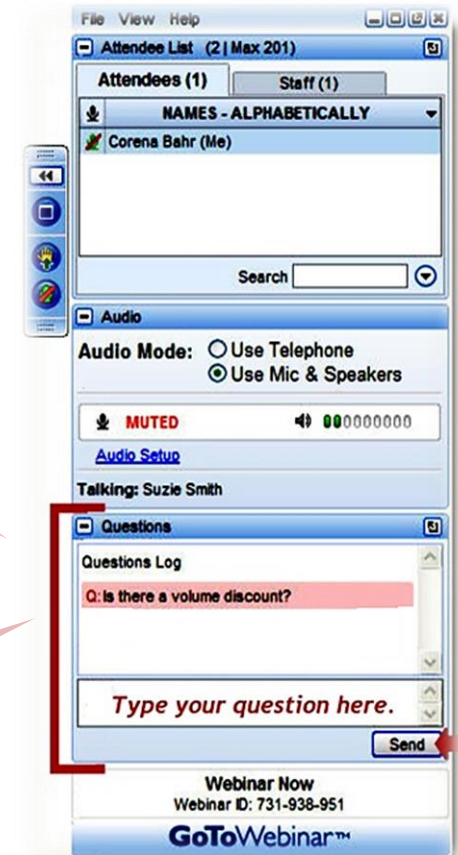 File View Help
Attendee List (2 | Max 201)
Attendees (1) Staff (1)
NAMES - ALPHABETICALLY
Corena Bahr (Me)
Search
Audio
Audio Mode: Use Telephone
Use Mic & Speakers
MUTED
Audio Setup
Talking: Suzie Smith
Questions
Questions Log
Q: Is there a volume discount?
Type your question here.
Send
Webinar Now
Webinar ID: 731-938-951
GoToWebinar™